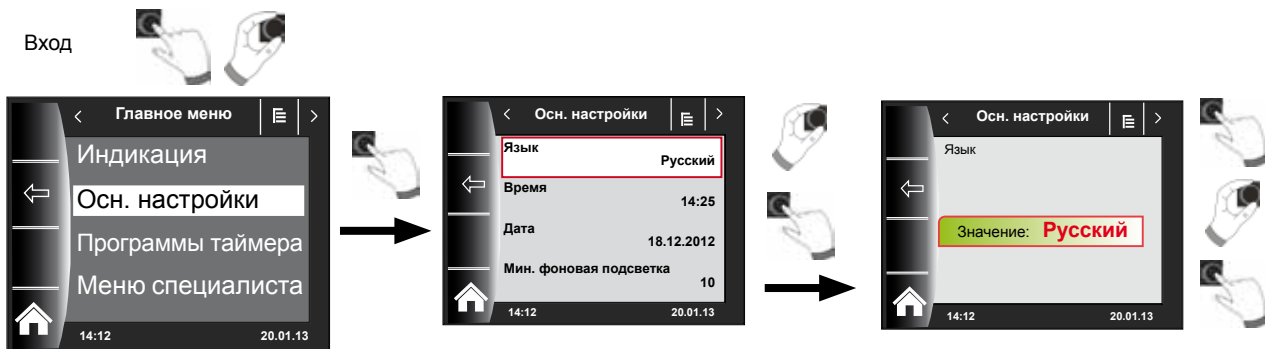 Вход
Главное меню
Индикация
Осн. настройки
Программы таймера
Меню специалиста
14:12 20.01.13
Осн. настройки
Язык
Русский
Время
14:25
Дата
18.12.2012
Мин. фоновая подсветка
10
14:12 20.01.13
Осн. настройки
Язык
Значение: Русский
14:12 20.01.13